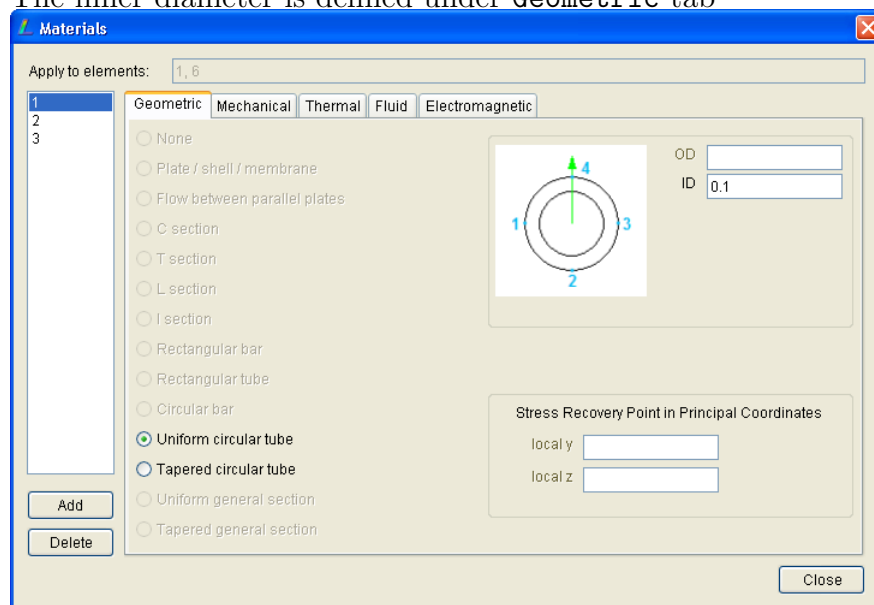 The inner diameter is defined under Geometric tab
Materials
Apply to elements: 1, 6
1
2
3
Geometric Mechanical Thermal Fluid Electromagnetic
None
Plate / shell / membrane
Flow between parallel plates
C section
T section
L section
I section
Rectangular bar
Rectangular tube
Circular bar
Uniform circular tube
Tapered circular tube
Uniform general section
Tapered general section
4
1
3
2
OD
ID 0.1
Stress Recovery Point in Principal Coordinates
local y
local z
Add
Delete
Close